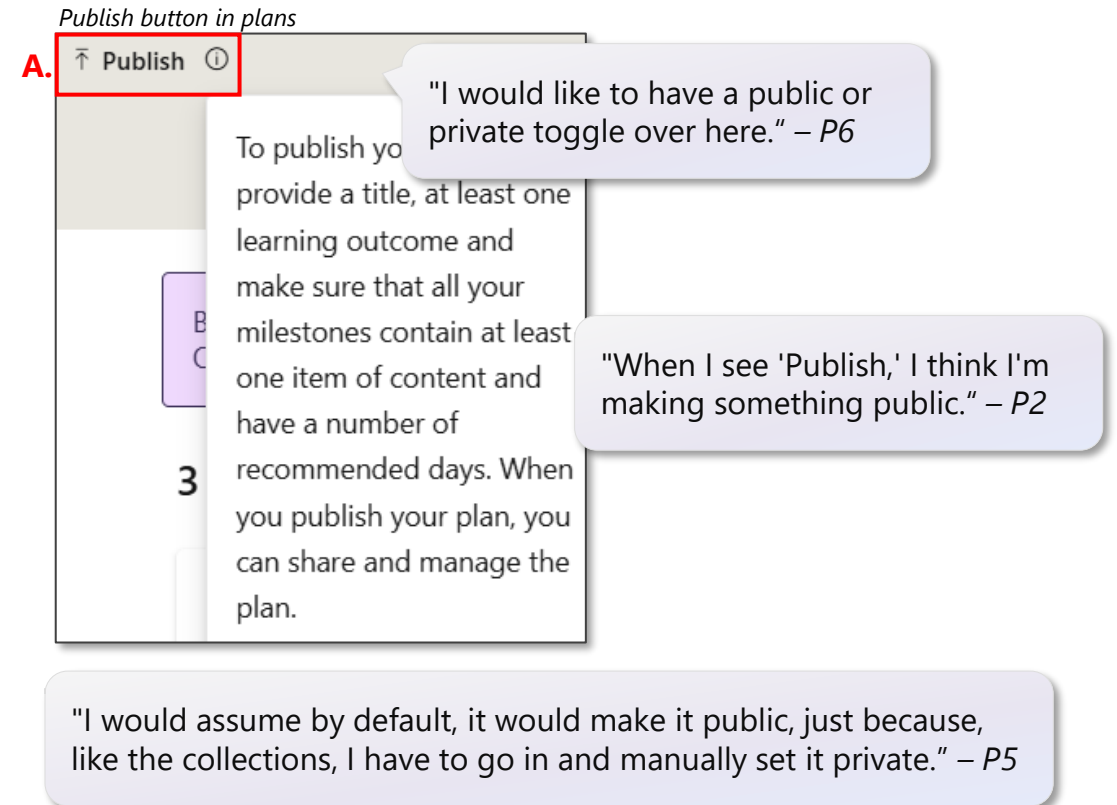 Publish button in plans
A.
Publish
"I would like to have a public or
private toggle over here.“ – P6
To publish yo
provide a title, at least one
learning outcome and
make sure that all your
milestones contain at least
one item of content and
have a number of
recommended days. When
you publish your plan, you
can share and manage the
plan.
B
C
3
"When I see 'Publish,' I think I'm
making something public.“ – P2
"I would assume by default, it would make it public, just because,
like the collections, I have to go in and manually set it private.” – P5